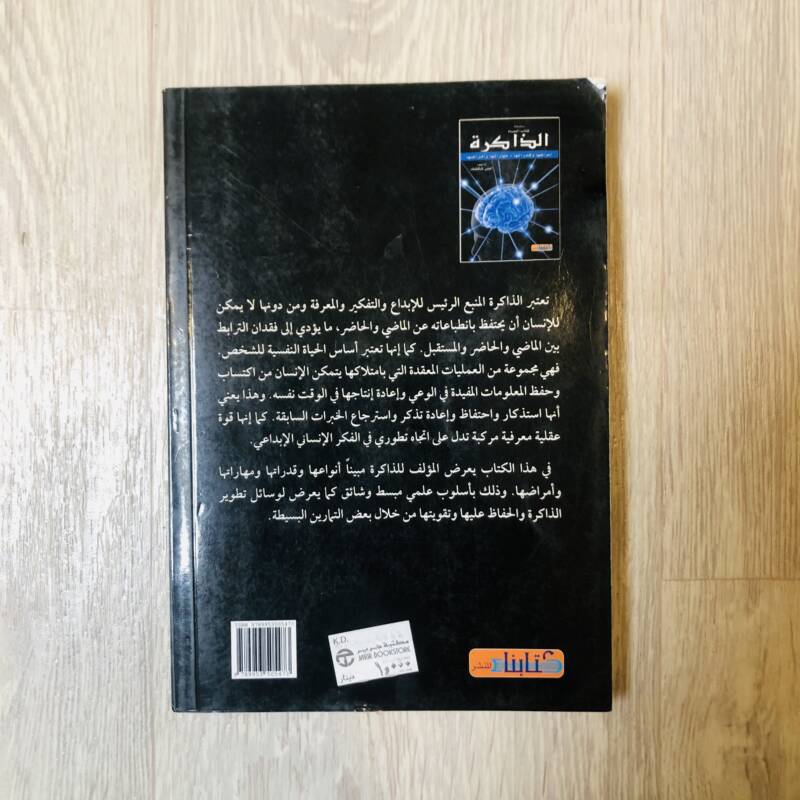 الذاكرة
تعتبر الذاكرة المنبع الرئيس للإبداع والتفكير والمعرفة ومن دونها لا يمكن
للإنسان أن يحتفظ بانطباعاته عن الماضي والحاضر، ما يؤدي إلى فقدان الترابط
بين الماضي والحاضر والمستقبل. كما إنها تعتبر أساس الحياة النفسية للشخص.
فهي مجموعة من العمليات المعقدة التي بامتلاكها يتمكن الإنسان من اكتساب
وحفظ المعلومات المفيدة في الوعي وإعادة إنتاجها في الوقت نفسه. وهذا يعني
أنها استذكار واحتفاظ وإعادة تذكر واسترجاع الخبرات السابقة. كما إنها قوة
عقلية معرفية مركبة تدل على اتجاه تطوري في الفكر الإنساني الإبداعي.
في هذا الكتاب يعرض المؤلف للذاكرة مبيناً أنواعها وقدراتها ومهاراتها
وأمراضها. وذلك بأسلوب علمي مبسط وشائق كما يعرض لوسائل تطوير
الذاكرة والحفاظ عليها وتقويتها من خلال بعض التمارين البسيطة.
K.D.
مكتبة جرير
JARIR BOOKSTORE
دينار
كتابنا للنشر